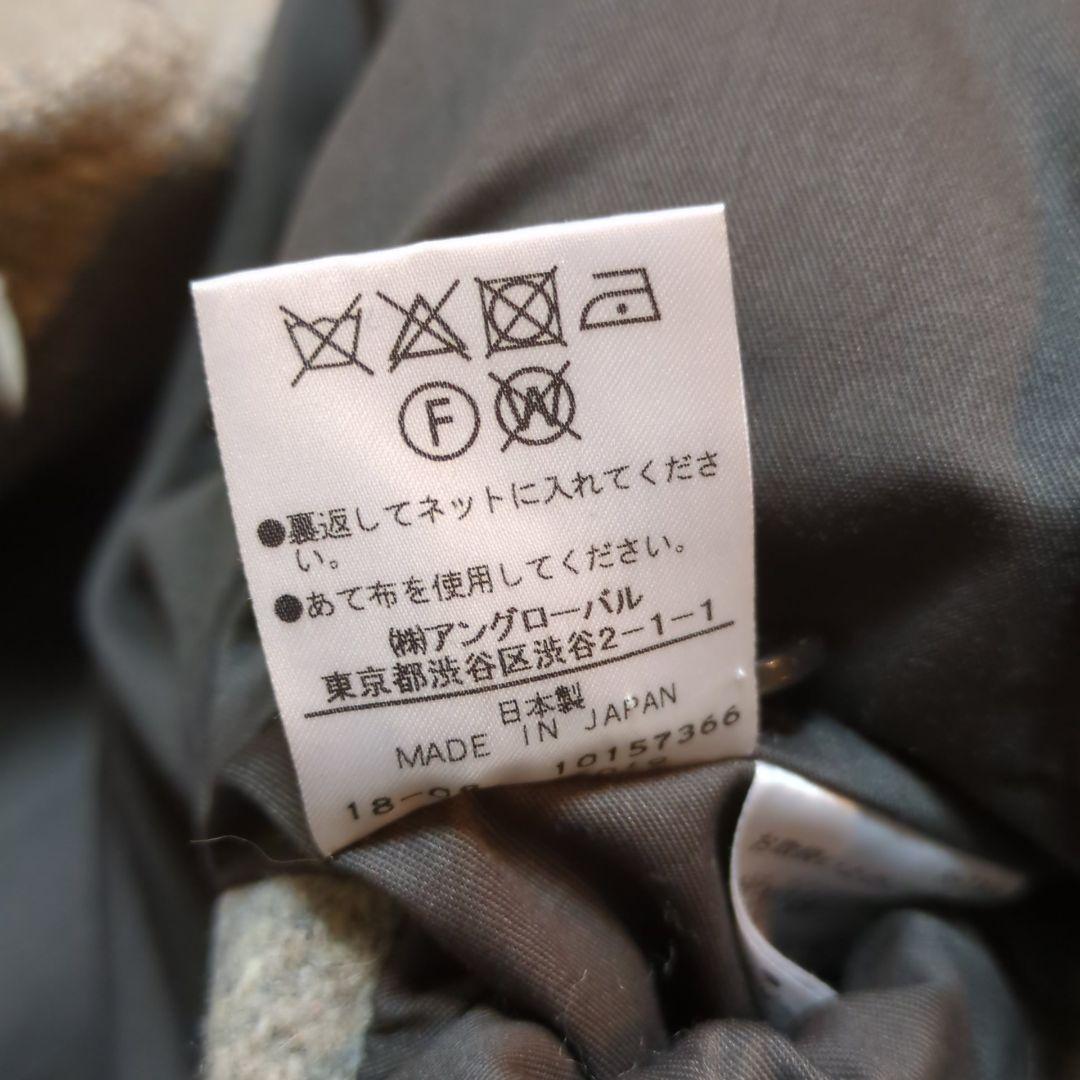 F
W
●裏返してネットに入れてくださ
い。
●あて布を使用してください。
㈱アングローバル
東京都渋谷区渋谷2-1-1
日本製
MADE IN JAPAN
10157366